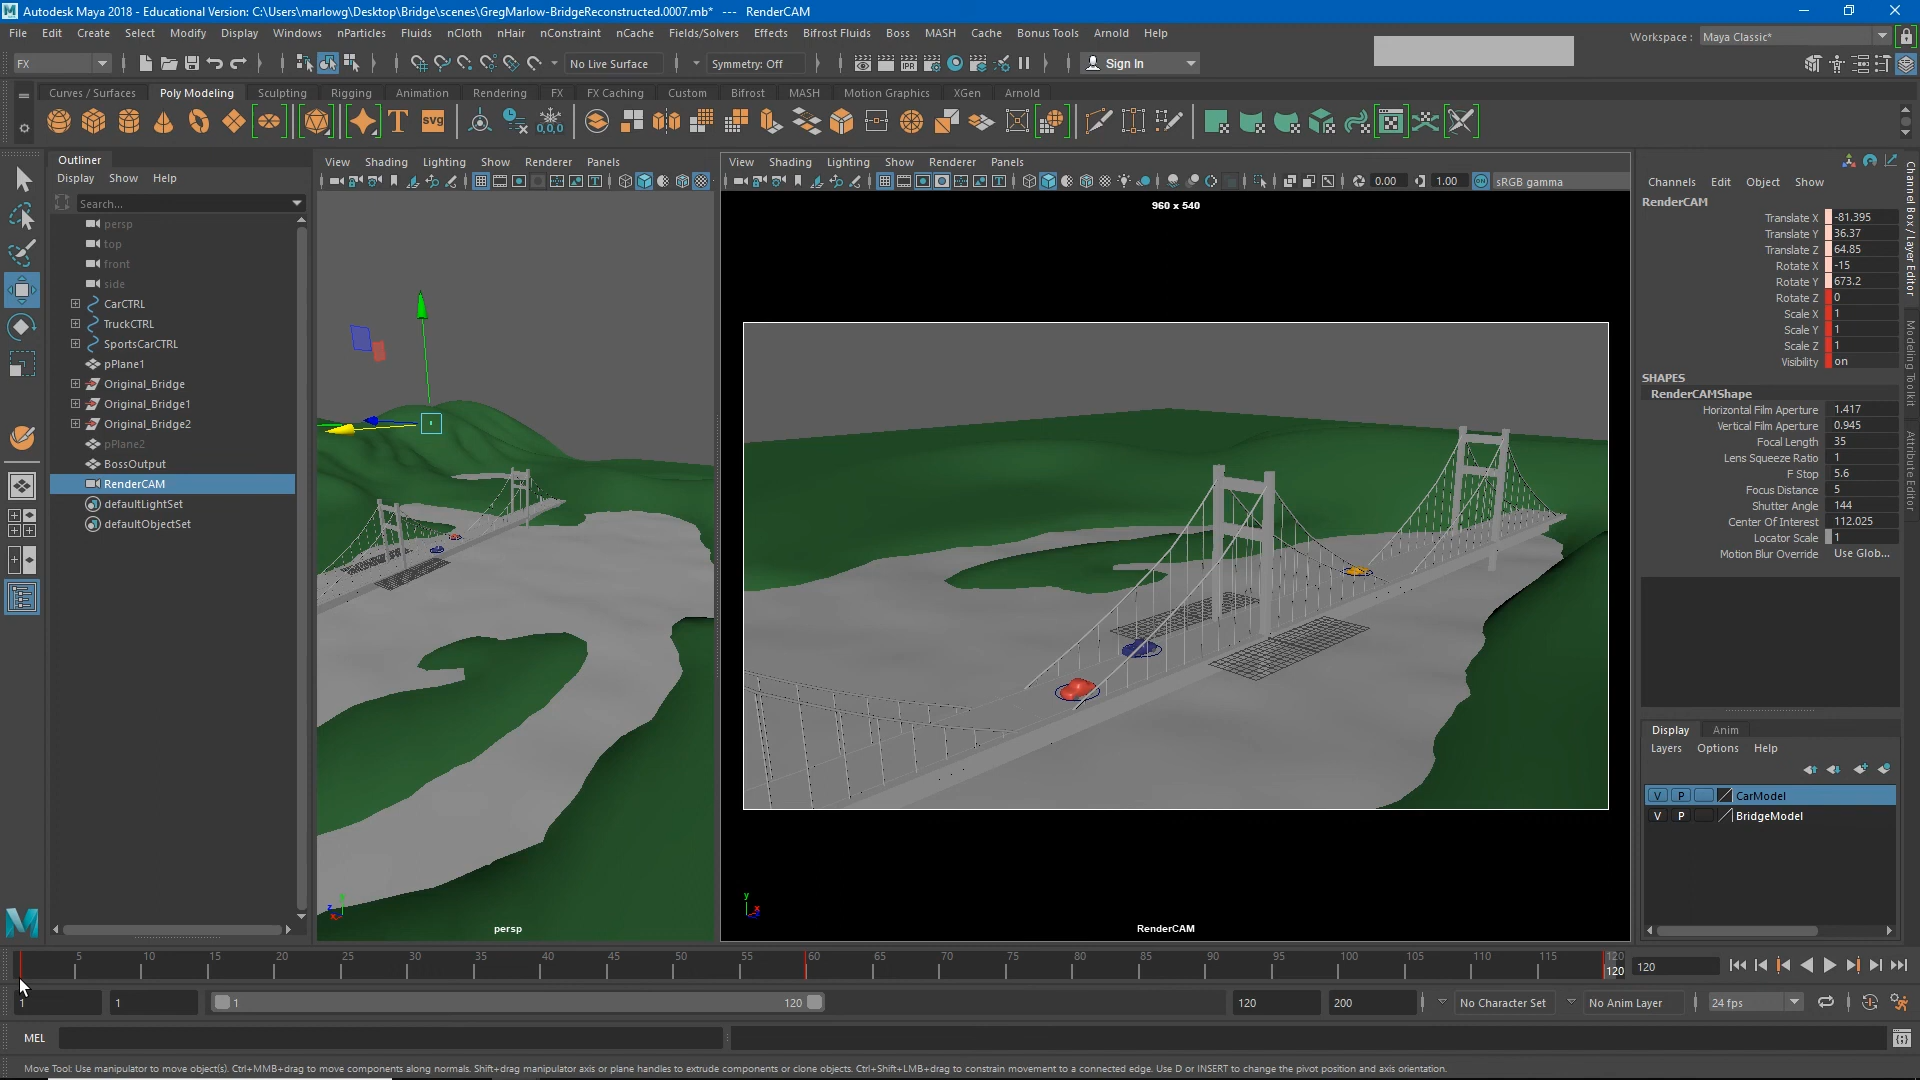 Autodesk Maya 2018 - Educational Version: C:\Users\marlowg\Desktop\Bridge\scenes\GregMarlow-BridgeReconstructed.0007.mb* --- RenderCAM
File Edit Create Select Modify Display Windows nParticles Fluids nCloth nHair nConstraint nCache Fields/Solvers Effects Bifrost Fluids Boss MASH Cache Bonus Tools Arnold Help
Workspace : Maya Classic*
FX No Live Surface Symmetry: Off Sign In
Curves / Surfaces Poly Modeling Sculpting Rigging Animation Rendering FX FX Caching Custom Bifrost MASH Motion Graphics XGen Arnold
T svg 0,0,0
Outliner
Display Show Help
Search...
persp
top
front
side
CarCTRL
TruckCTRL
SportsCarCTRL
pPlane1
Original_Bridge
Original_Bridge1
Original_Bridge2
pPlane2
BossOutput
RenderCAM
defaultLightSet
defaultObjectSet
View Shading Lighting Show Renderer Panels
persp
View Shading Lighting Show Renderer Panels
0.00 1.00 ON sRGB gamma
960 x 540
RenderCAM
Channels Edit Object Show
RenderCAM
Translate X -81.395
Translate Y 36.37
Translate Z 64.85
Rotate X -15
Rotate Y 673.2
Rotate Z 0
Scale X 1
Scale Y 1
Scale Z 1
Visibility on
SHAPES
RenderCAMShape
Horizontal Film Aperture 1.417
Vertical Film Aperture 0.945
Focal Length 35
Lens Squeeze Ratio 1
F Stop 5.6
Focus Distance 5
Shutter Angle 144
Center Of Interest 112.025
Locator Scale 1
Motion Blur Override Use Glob...
Display Anim
Layers Options Help
V P CarModel
V P BridgeModel
Channel Box / Layer Editor
Modeling Toolkit
Attribute Editor
5 10 15 20 25 30 35 40 45 50 55 60 65 70 75 80 85 90 95 100 105 110 115 120
120 120
1 1 1 120 120 200 No Character Set No Anim Layer 24 fps
MEL
Move Tool: Use manipulator to move object(s). Ctrl+MMB+drag to move components along normals. Shift+drag manipulator axis or plane handles to extrude components or clone objects. Ctrl+Shift+LMB+drag to constrain movement to a connected edge. Use D or INSERT to change the pivot position and axis orientation.